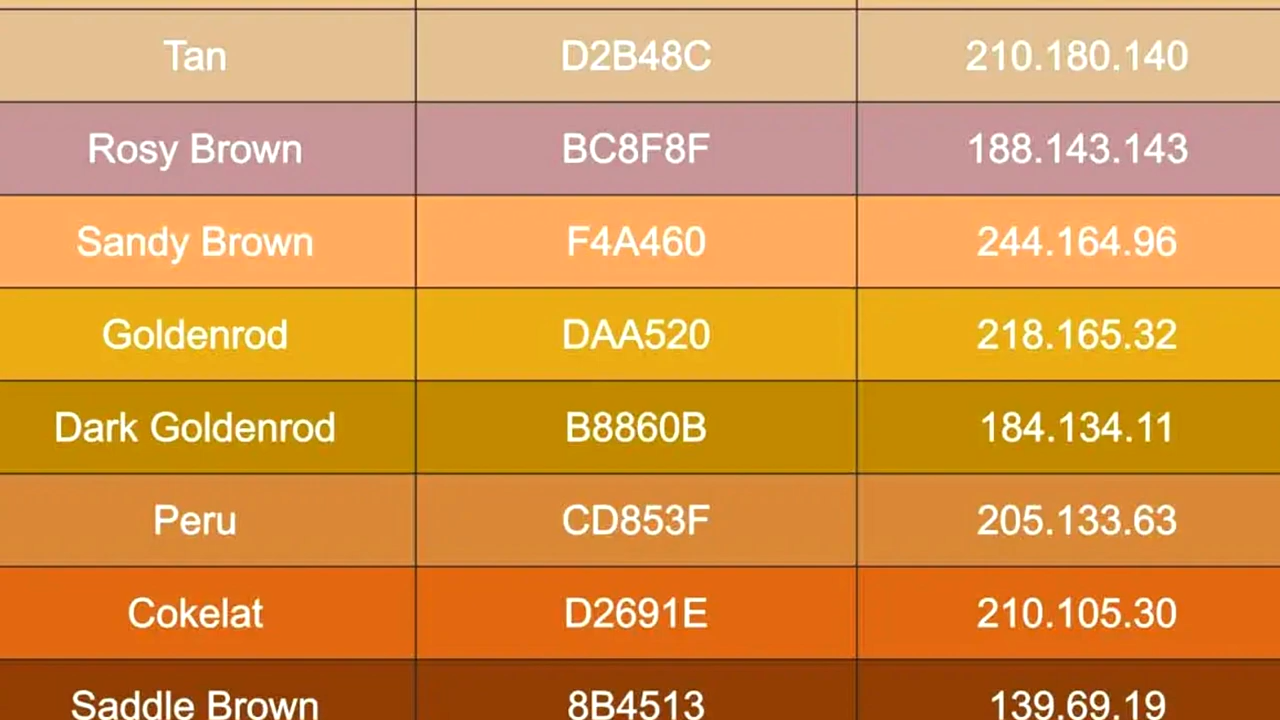 Tan D2B48C 210.180.140
Rosy Brown BC8F8F 188.143.143
Sandy Brown F4A460 244.164.96
Goldenrod DAA520 218.165.32
Dark Goldenrod B8860B 184.134.11
Peru CD853F 205.133.63
Cokelat D2691E 210.105.30
Saddle Brown 8B4513 139.69.19